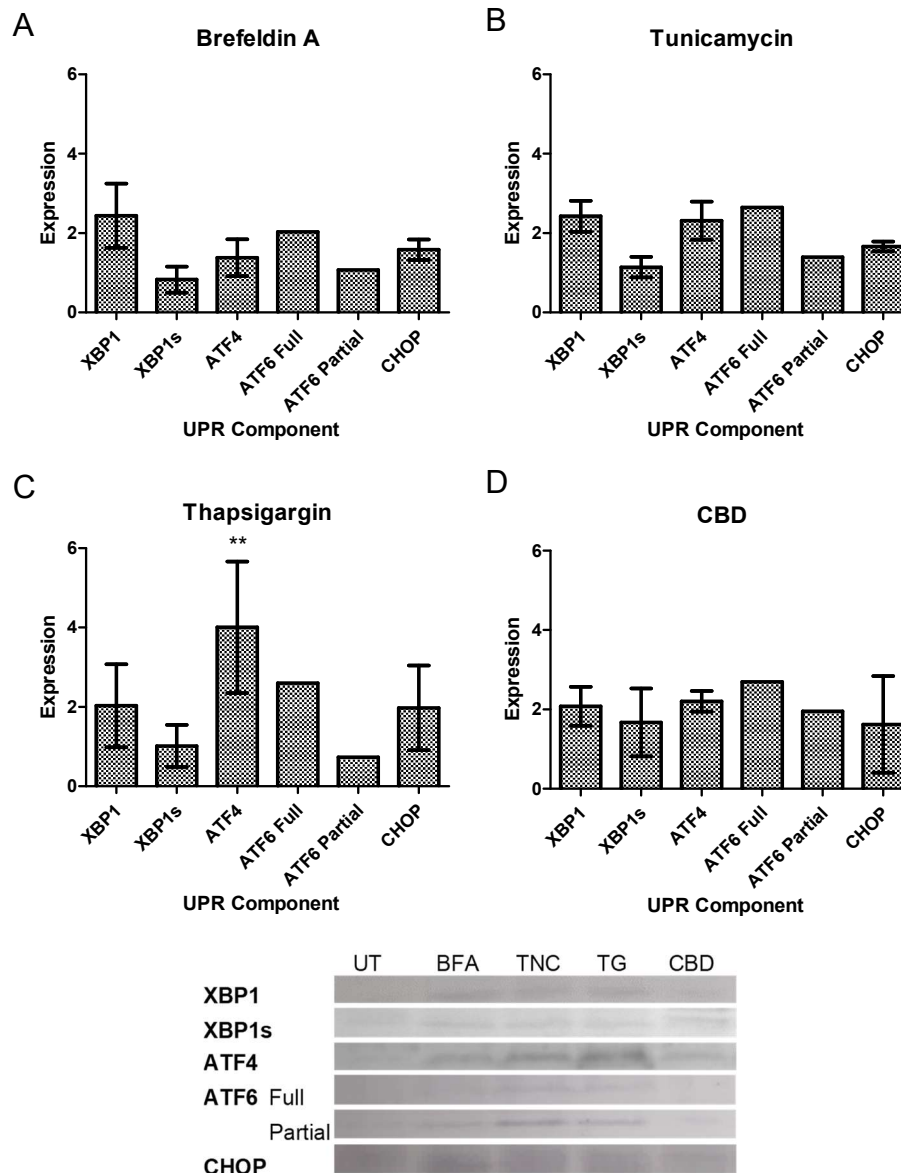 A
Brefeldin A
6
4
2
0
Expression
XBP1
XBP1s
ATF4
ATF6 Full
ATF6 Partial
CHOP
UPR Component
B
Tunicamycin
6
4
2
0
Expression
XBP1
XBP1s
ATF4
ATF6 Full
ATF6 Partial
CHOP
UPR Component
C
Thapsigargin
**
6
4
2
0
Expression
XBP1
XBP1s
ATF4
ATF6 Full
ATF6 Partial
CHOP
UPR Component
D
CBD
6
4
2
0
Expression
XBP1
XBP1s
ATF4
ATF6 Full
ATF6 Partial
CHOP
UPR Component
UT BFA TNC TG CBD
XBP1
XBP1s
ATF4
ATF6 Full
Partial
CHOP